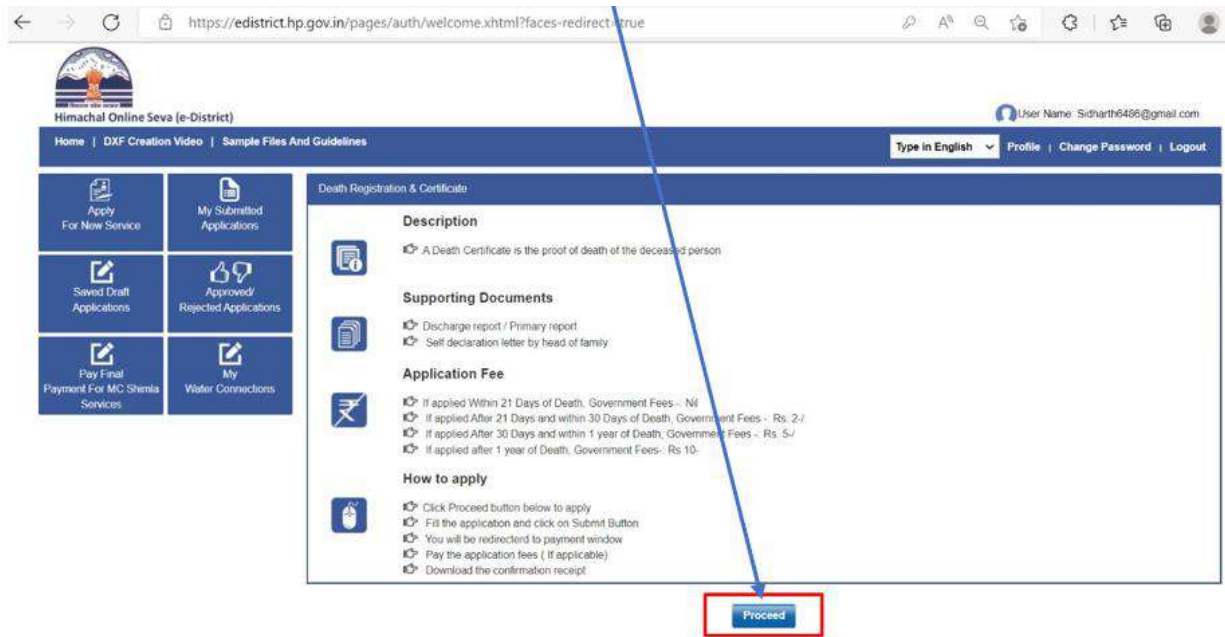 https://edistrict.hp.gov.in/pages/auth/welcome.xhtml?faces-redirect=true
Himachal Online Seva (e-District)
User Name: Sidharth6486@gmail.com
Home | DXF Creation Video | Sample Files And Guidelines
Type in English
Profile | Change Password | Logout
Apply
For New Service
My Submitted
Applications
Saved Draft
Applications
Approved/
Rejected Applications
Pay Final
Payment For MC Shimla
Services
My
Water Connections
Death Registration & Certificate
Description
A Death Certificate is the proof of death of the deceased person
Supporting Documents
Discharge report / Primary report
Self declaration letter by head of family
Application Fee
If applied Within 21 Days of Death, Government Fees -: Nil
If applied After 21 Days and within 30 Days of Death, Government Fees -: Rs. 2-/
If applied After 30 Days and within 1 year of Death, Government Fees -: Rs. 5-/
If applied after 1 year of Death, Government Fees-: Rs 10-
How to apply
Click Proceed button below to apply
Fill the application and click on Submit Button
You will be redirecterd to payment window
Pay the application fees ( If applicable)
Download the confirmation receipt
Proceed